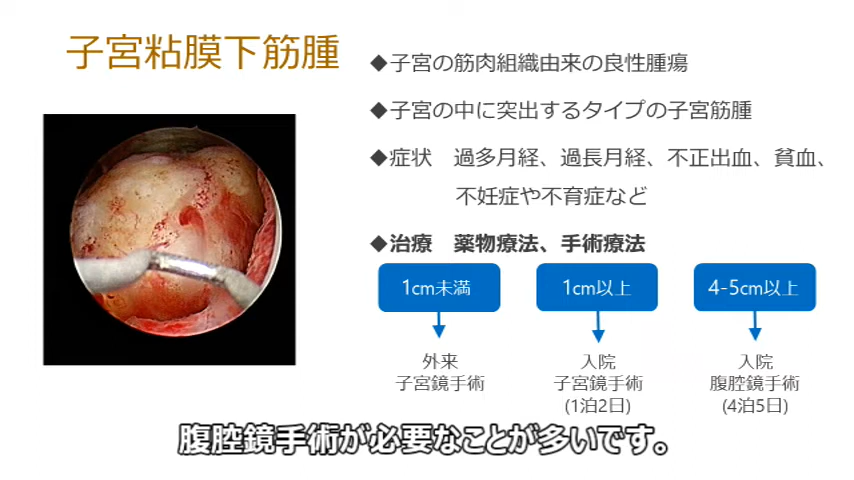 子宮粘膜下筋腫
◆子宮の筋肉組織由来の良性腫瘍
◆子宮の中に突出するタイプの子宮筋腫
◆症状　過多月経、過長月経、不正出血、貧血、
不妊症や不育症など
◆治療　薬物療法、手術療法
1cm未満
1cm以上
4-5cm以上
外来
子宮鏡手術
入院
子宮鏡手術
(1泊2日)
入院
腹腔鏡手術
(4泊5日)
腹腔鏡手術が必要なことが多いです。